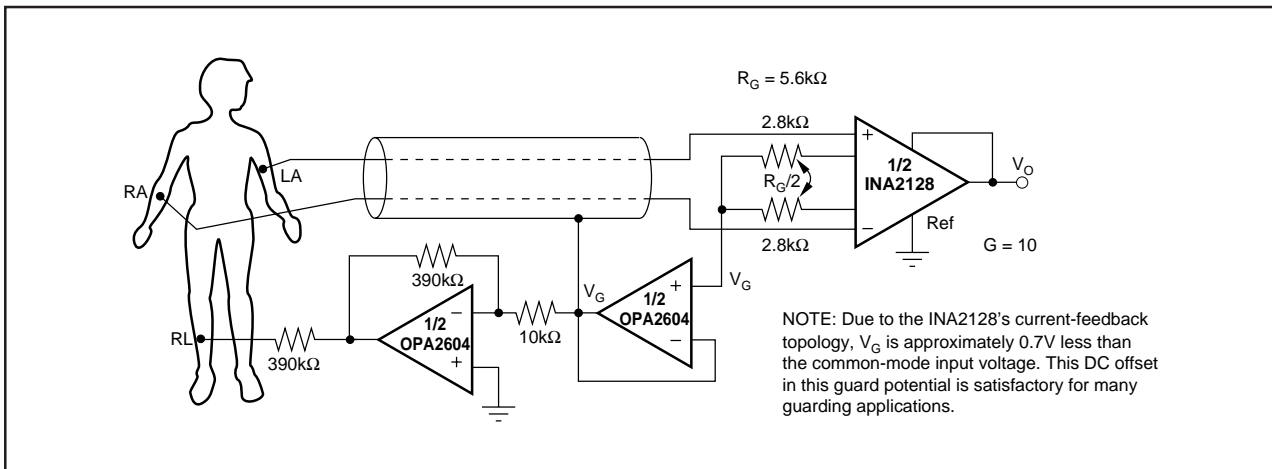 R_G = 5.6kΩ
2.8kΩ
+
1/2
INA2128
V_O
R_G/2
LA
RA
Ref
−
2.8kΩ
G = 10
390kΩ
V_G
+
V_G
1/2
OPA2604
−
10kΩ
−
1/2
OPA2604
+
RL
390kΩ
NOTE: Due to the INA2128's current-feedback
topology, V_G is approximately 0.7V less than
the common-mode input voltage. This DC offset
in this guard potential is satisfactory for many
guarding applications.